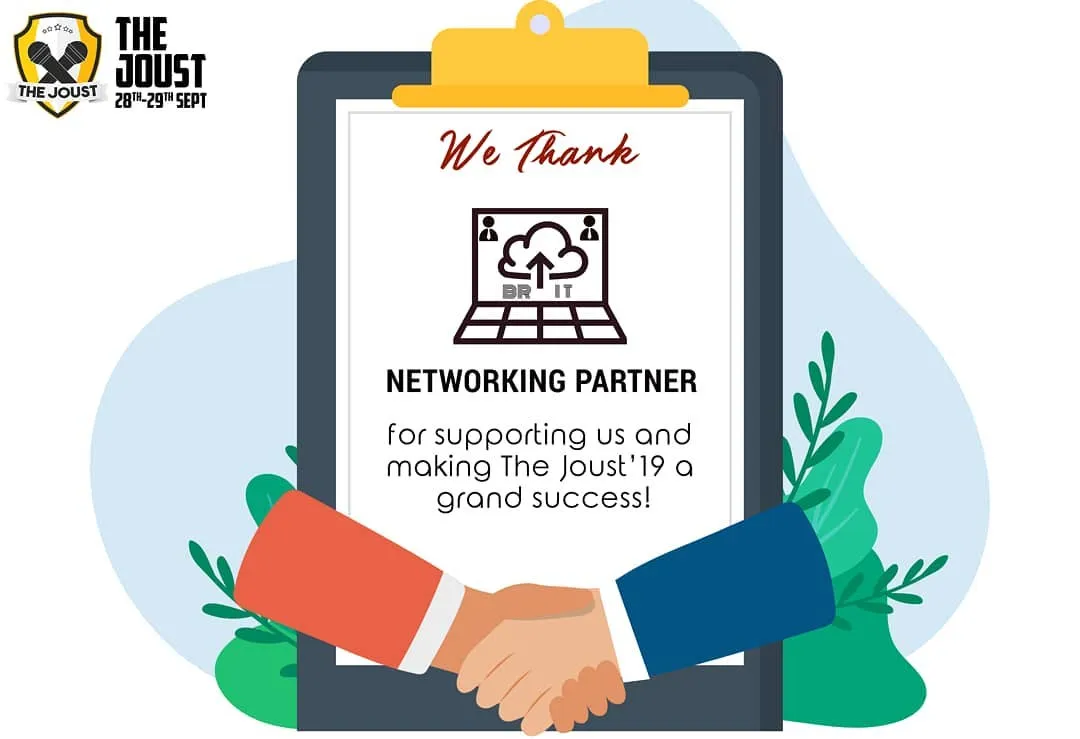 THE JOUST
THE
JOUST
28TH-29TH SEPT
We Thank
BR IT
NETWORKING PARTNER
for supporting us and
making The Joust'19 a
grand success!